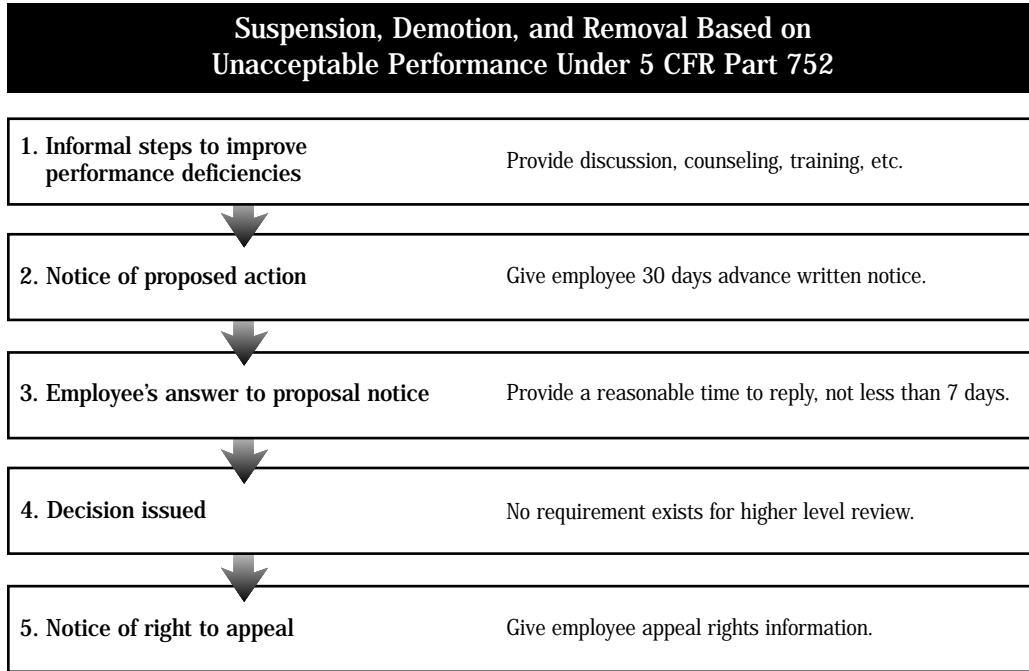 Suspension, Demotion, and Removal Based on
Unacceptable Performance Under 5 CFR Part 752
1. Informal steps to improve
performance deficiencies
Provide discussion, counseling, training, etc.
2. Notice of proposed action
Give employee 30 days advance written notice.
3. Employee’s answer to proposal notice
Provide a reasonable time to reply, not less than 7 days.
4. Decision issued
No requirement exists for higher level review.
5. Notice of right to appeal
Give employee appeal rights information.